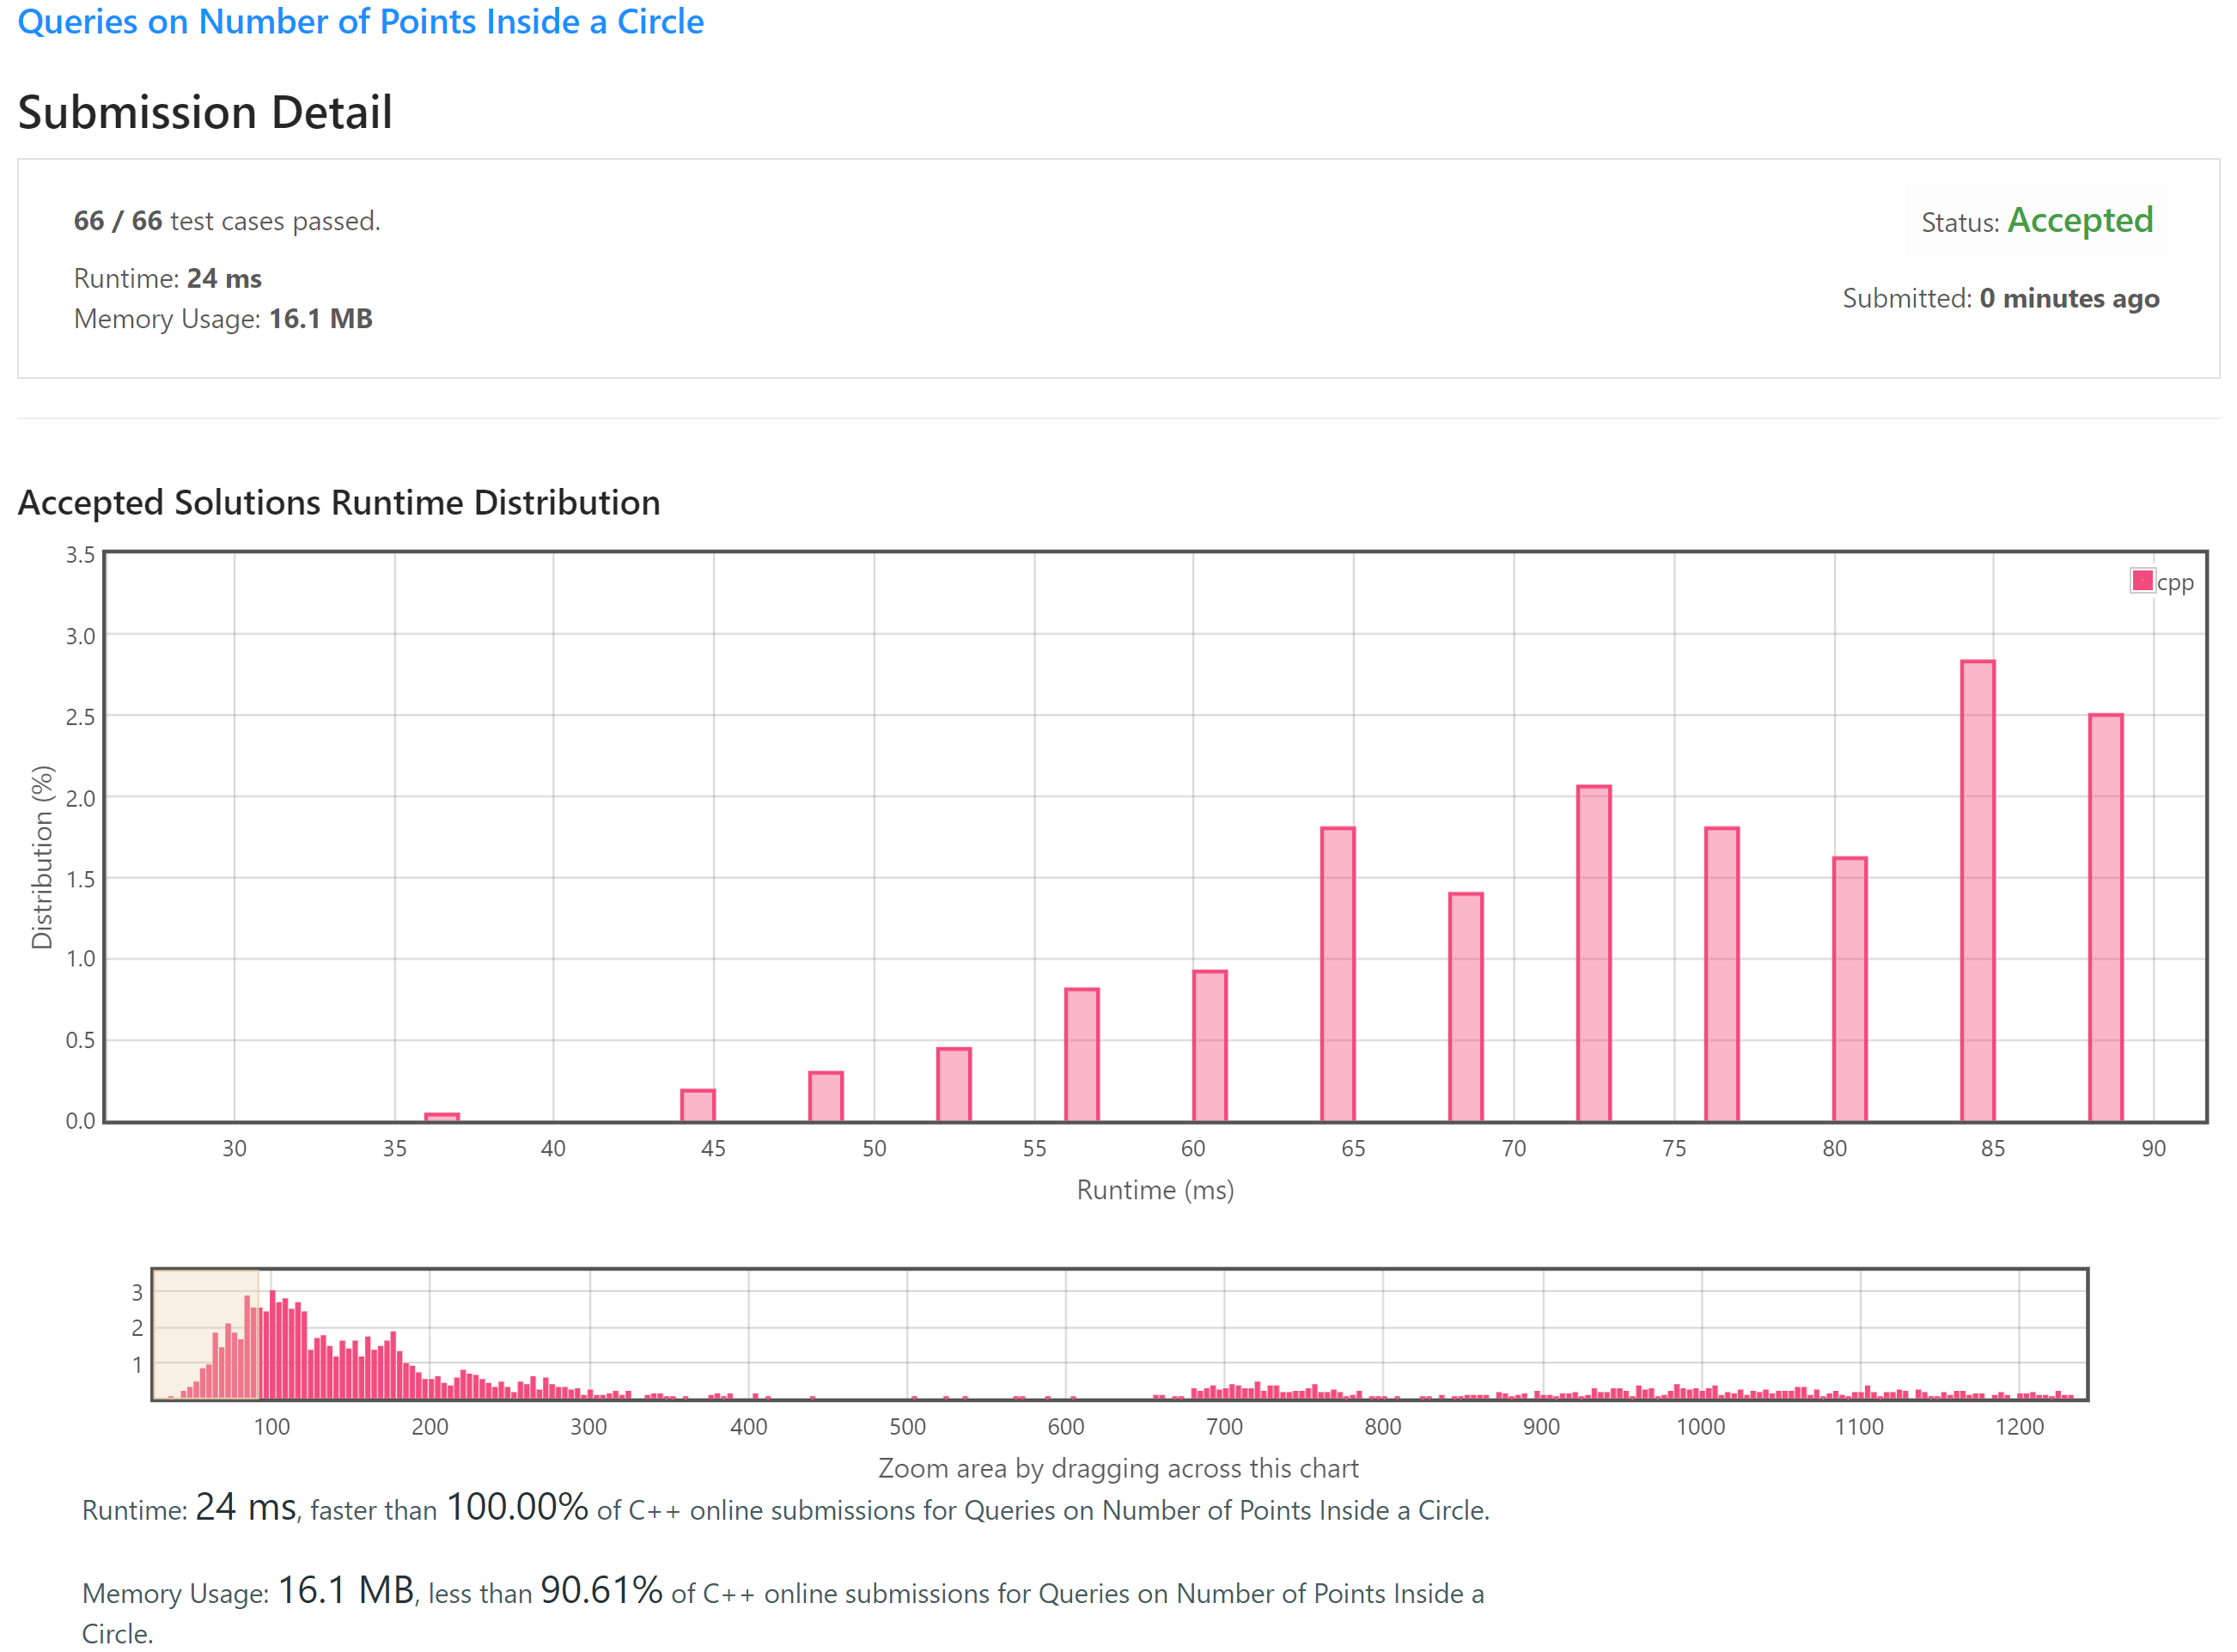 Queries on Number of Points Inside a Circle
Submission Detail
66 / 66 test cases passed.
Status: Accepted
Runtime: 24 ms
Submitted: 0 minutes ago
Memory Usage: 16.1 MB
Accepted Solutions Runtime Distribution
3.5
cpp
3.0
2.5
2.0
1.5
1.0
0.5
0.0
Distribution (%)
30 35 40 45 50 55 60 65 70 75 80 85 90
Runtime (ms)
3
2
1
100 200 300 400 500 600 700 800 900 1000 1100 1200
Zoom area by dragging across this chart
Runtime: 24 ms, faster than 100.00% of C++ online submissions for Queries on Number of Points Inside a Circle.
Memory Usage: 16.1 MB, less than 90.61% of C++ online submissions for Queries on Number of Points Inside a
Circle.